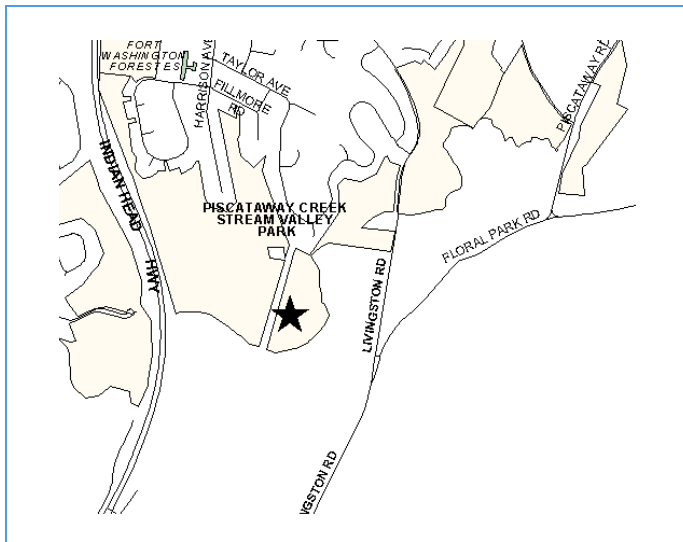 FORT
WASHINGTON
FOREST ES
HARRISON AVE
TAYLOR AVE
FILLMORE
RD
PISCATAWAY RD
INDIAN HEAD
HWY
PISCATAWAY CREEK
STREAM VALLEY
PARK
FLORAL PARK RD
LIVINGSTON RD
NGSTON RD